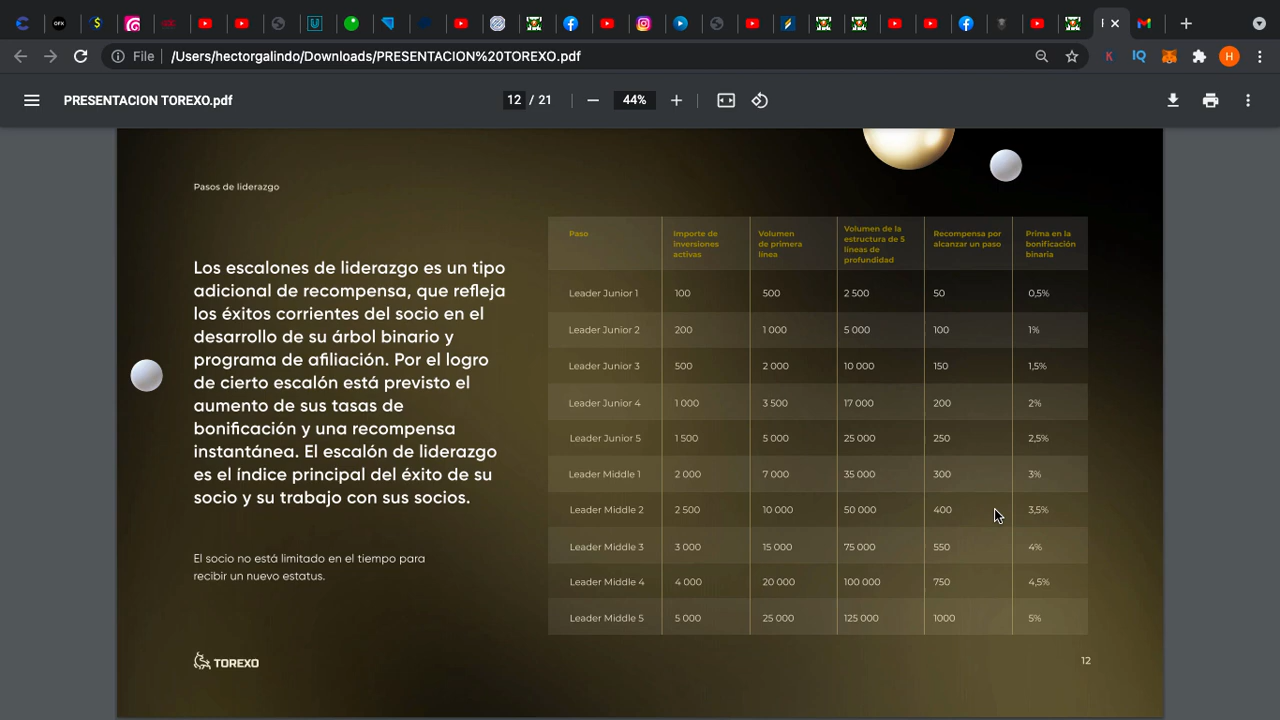 File
/Users/hectorgalindo/Downloads/PRESENTACION%20TOREXO.pdf
K
IQ
H
PRESENTACION TOREXO.pdf
12 / 21
44%
Pasos de liderazgo
Los escalones de liderazgo es un tipo
adicional de recompensa, que refleja
los éxitos corrientes del socio en el
desarrollo de su árbol binario y
programa de afiliación. Por el logro
de cierto escalón está previsto el
aumento de sus tasas de
bonificación y una recompensa
instantánea. El escalón de liderazgo
es el índice principal del éxito de su
socio y su trabajo con sus socios.
El socio no está limitado en el tiempo para
recibir un nuevo estatus.
Paso
Importe de
inversiones
activas
Volumen
de primera
línea
Volumen de la
estructura de 5
líneas de
profundidad
Recompensa por
alcanzar un paso
Prima en la
bonificación
binaria
Leader Junior 1 100 500 2 500 50 0,5%
Leader Junior 2 200 1 000 5 000 100 1%
Leader Junior 3 500 2 000 10 000 150 1,5%
Leader Junior 4 1 000 3 500 17 000 200 2%
Leader Junior 5 1 500 5 000 25 000 250 2,5%
Leader Middle 1 2 000 7 000 35 000 300 3%
Leader Middle 2 2 500 10 000 50 000 400 3,5%
Leader Middle 3 3 000 15 000 75 000 550 4%
Leader Middle 4 4 000 20 000 100 000 750 4,5%
Leader Middle 5 5 000 25 000 125 000 1000 5%
TOREXO
12